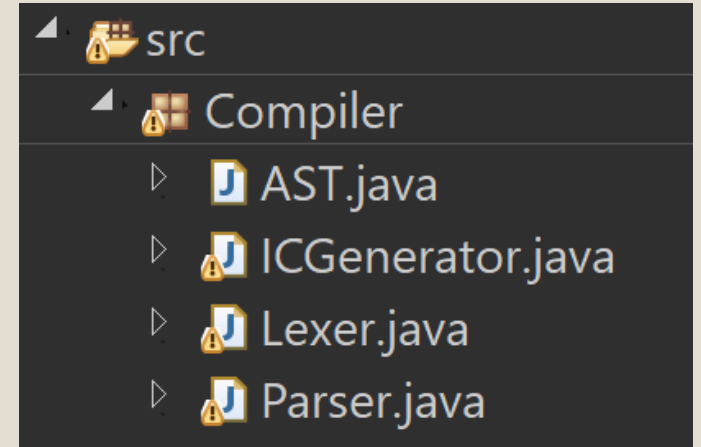 src
Compiler
AST.java
ICGenerator.java
Lexer.java
Parser.java